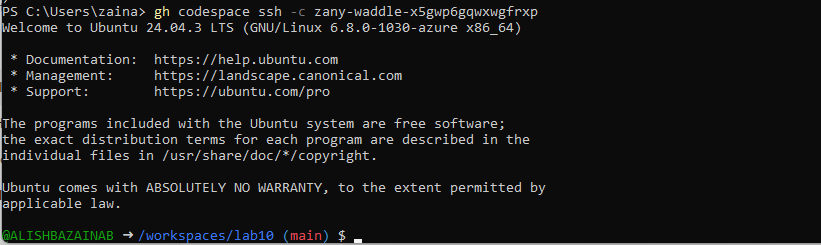 PS C:\Users\zaina> gh codespace ssh -c zany-waddle-x5gwp6gqwxwgfrxp
Welcome to Ubuntu 24.04.3 LTS (GNU/Linux 6.8.0-1030-azure x86_64)
* Documentation:  https://help.ubuntu.com
* Management:     https://landscape.canonical.com
* Support:        https://ubuntu.com/pro
The programs included with the Ubuntu system are free software;
the exact distribution terms for each program are described in the
individual files in /usr/share/doc/*/copyright.
Ubuntu comes with ABSOLUTELY NO WARRANTY, to the extent permitted by
applicable law.
@ALISHBAZAINAB ➜ /workspaces/lab10 (main) $